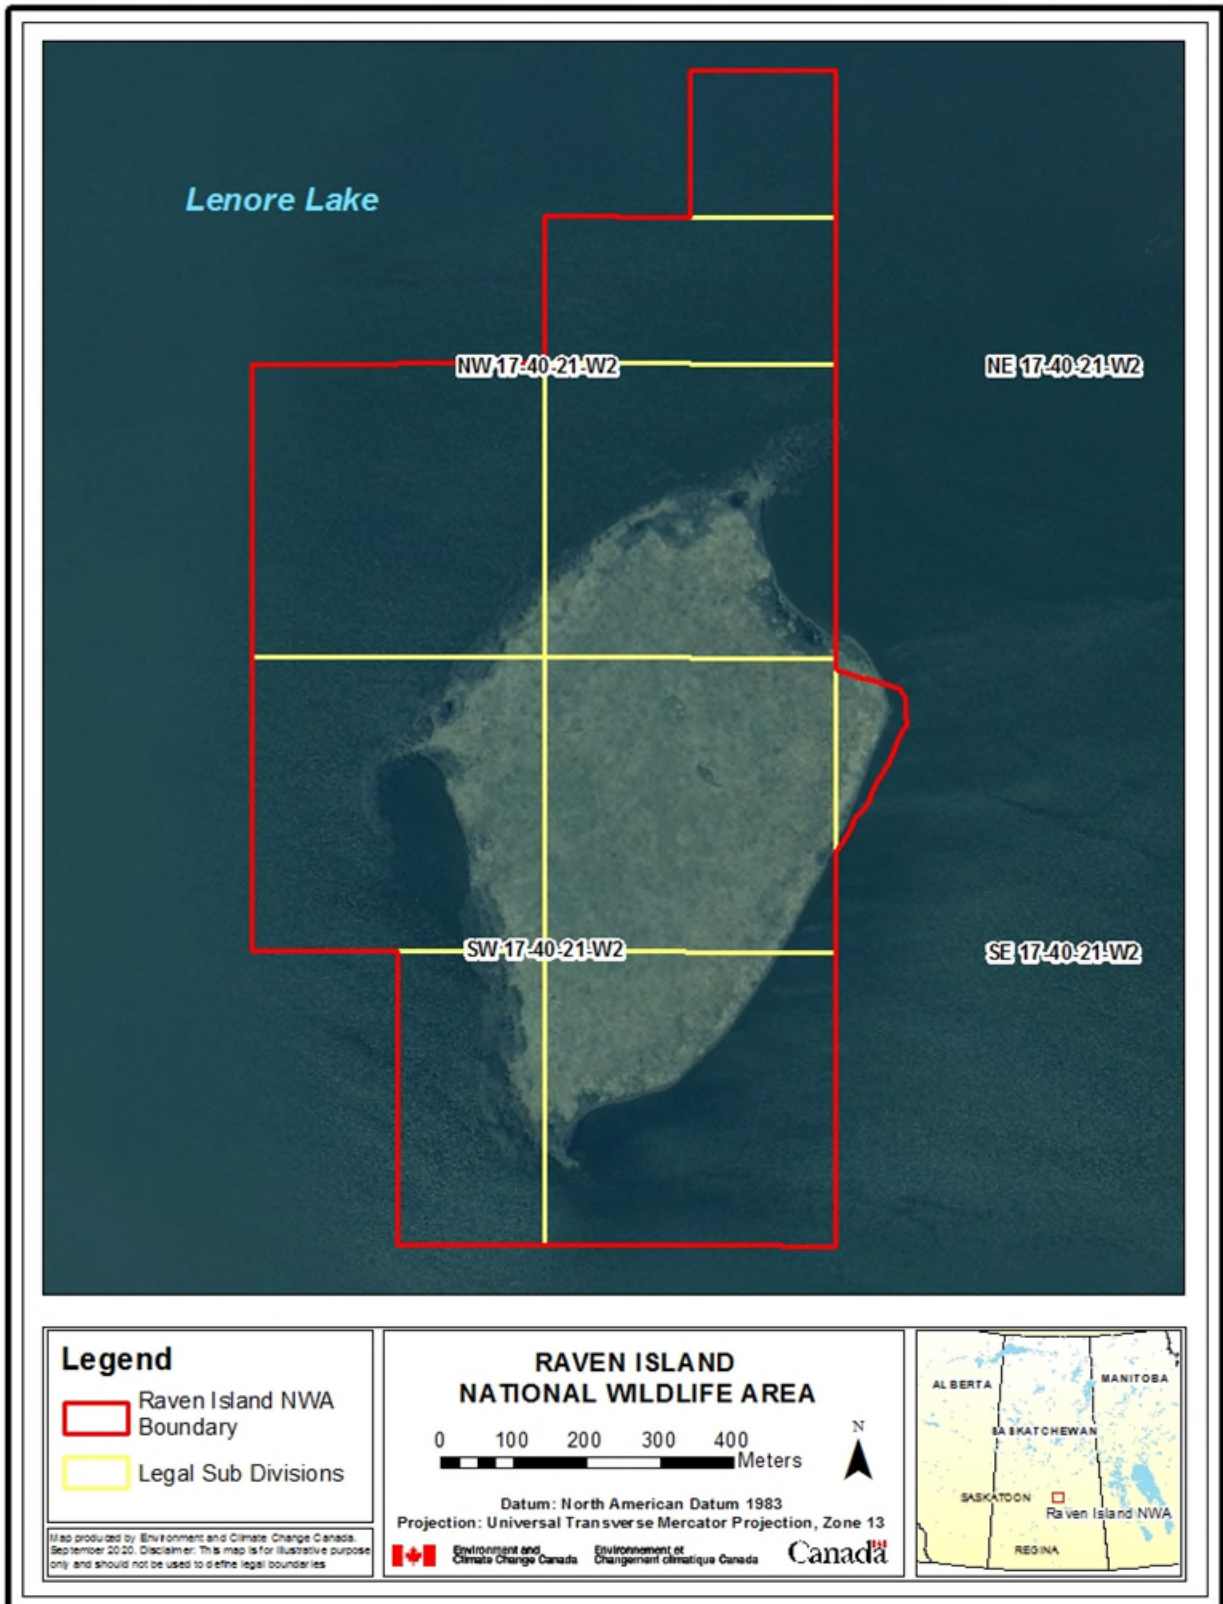 Lenore Lake
NW 17-40-21-W2
NE 17-40-21-W2
SW 17-40-21-W2
SE 17-40-21-W2
Legend
Raven Island NWA
Boundary
Legal Sub Divisions
Map produced by Environment and Climate Change Canada.
September 2020. Disclaimer: This map is for illustrative purpose
only and should not be used to define legal boundaries
RAVEN ISLAND
NATIONAL WILDLIFE AREA
0 100 200 300 400
Meters
N
Datum: North American Datum 1983
Projection: Universal Transverse Mercator Projection, Zone 13
Environment and
Climate Change Canada
Environnement et
Changement climatique Canada
Canada
ALBERTA
MANITOBA
SASKATCHEWAN
SASKATOON
Raven Island NWA
REGINA